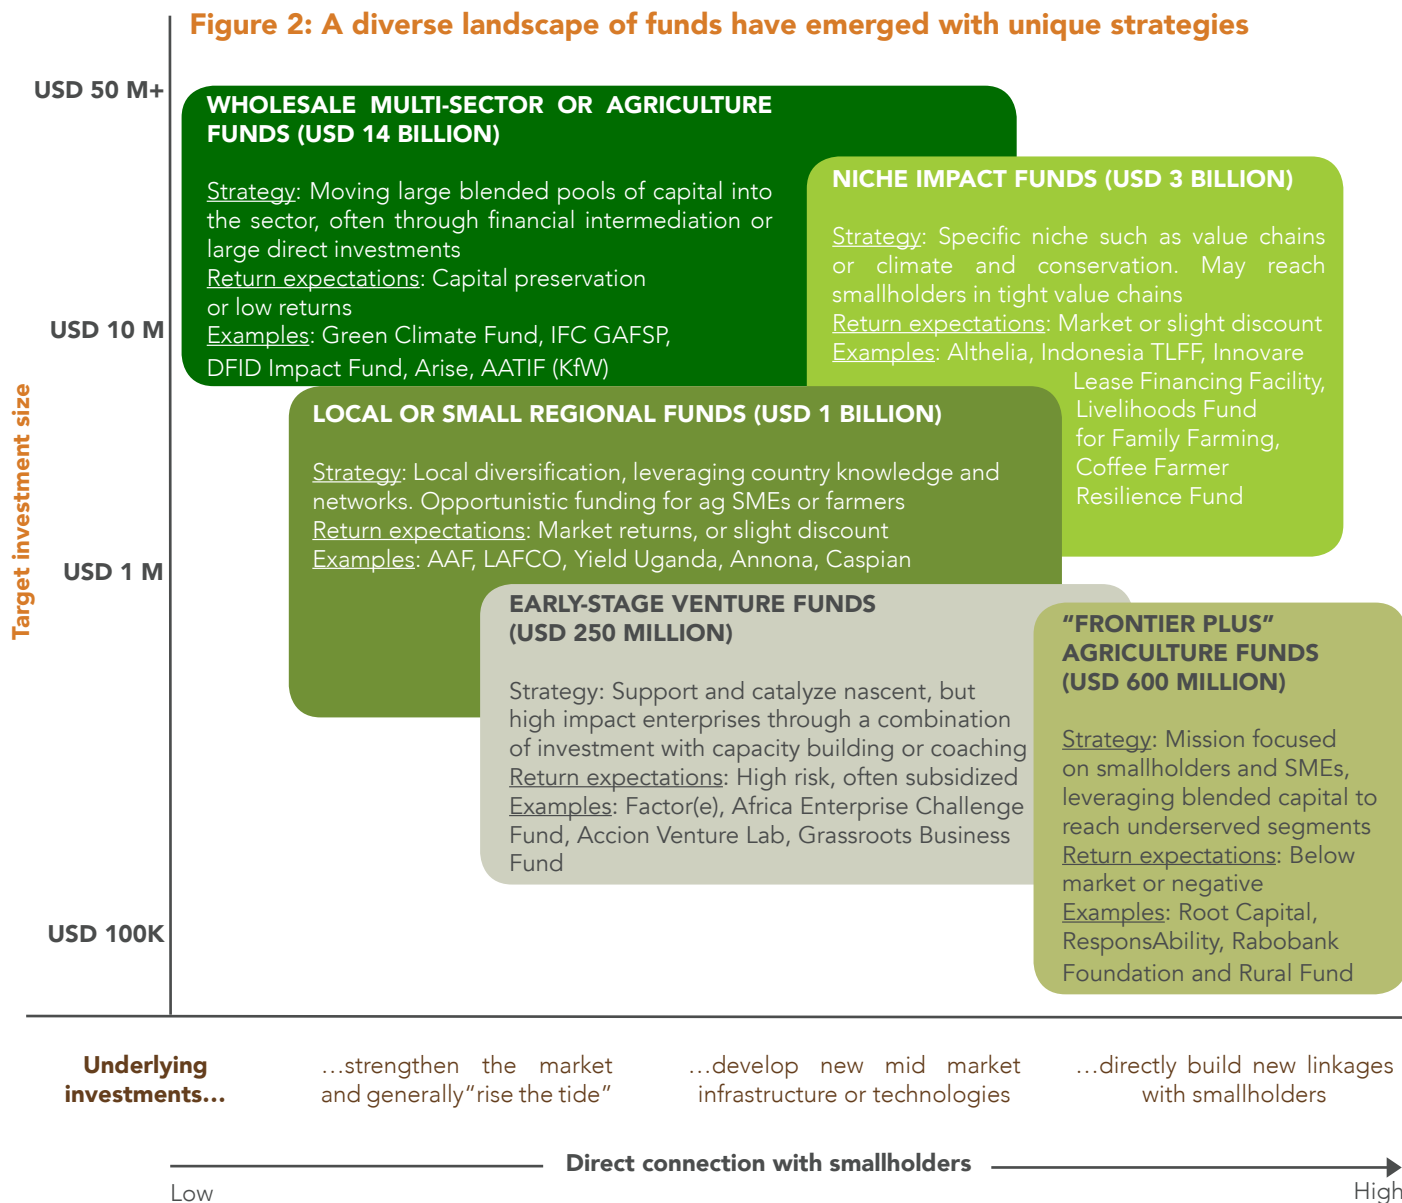 Figure 2: A diverse landscape of funds have emerged with unique strategies
Target investment size
USD 50 M+
USD 10 M
USD 1 M
USD 100K
WHOLESALE MULTI-SECTOR OR AGRICULTURE
FUNDS (USD 14 BILLION)
Strategy: Moving large blended pools of capital into
the sector, often through financial intermediation or
large direct investments
Return expectations: Capital preservation
or low returns
Examples: Green Climate Fund, IFC GAFSP,
DFID Impact Fund, Arise, AATIF (KfW)
NICHE IMPACT FUNDS (USD 3 BILLION)
Strategy: Specific niche such as value chains
or climate and conservation. May reach
smallholders in tight value chains
Return expectations: Market or slight discount
Examples: Althelia, Indonesia TLFF, Innovare
Lease Financing Facility,
Livelihoods Fund
for Family Farming,
Coffee Farmer
Resilience Fund
LOCAL OR SMALL REGIONAL FUNDS (USD 1 BILLION)
Strategy: Local diversification, leveraging country knowledge and
networks. Opportunistic funding for ag SMEs or farmers
Return expectations: Market returns, or slight discount
Examples: AAF, LAFCO, Yield Uganda, Annona, Caspian
EARLY-STAGE VENTURE FUNDS
(USD 250 MILLION)
Strategy: Support and catalyze nascent, but
high impact enterprises through a combination
of investment with capacity building or coaching
Return expectations: High risk, often subsidized
Examples: Factor(e), Africa Enterprise Challenge
Fund, Accion Venture Lab, Grassroots Business
Fund
“FRONTIER PLUS”
AGRICULTURE FUNDS
(USD 600 MILLION)
Strategy: Mission focused
on smallholders and SMEs,
leveraging blended capital to
reach underserved segments
Return expectations: Below
market or negative
Examples: Root Capital,
ResponsAbility, Rabobank
Foundation and Rural Fund
Underlying
investments…
…strengthen the market
and generally“rise the tide”
…develop new mid market
infrastructure or technologies
…directly build new linkages
with smallholders
Direct connection with smallholders
Low
High